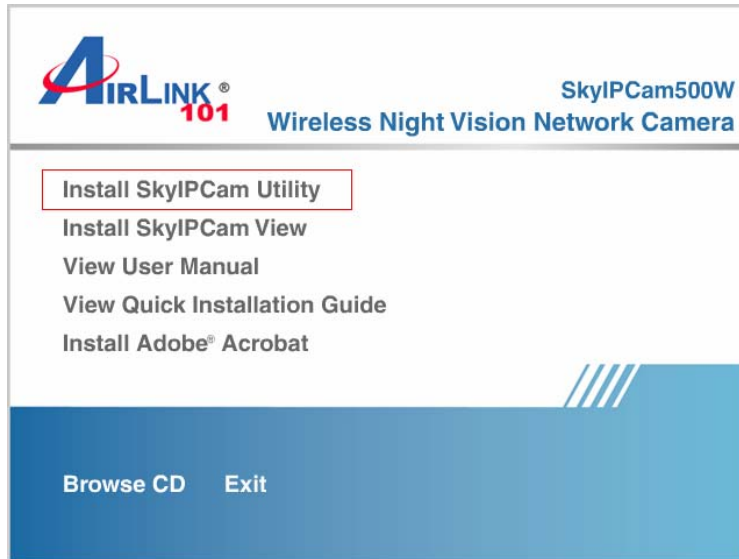 AIRLINK®
101
SkyIPCam500W
Wireless Night Vision Network Camera
Install SkyIPCam Utility
Install SkyIPCam View
View User Manual
View Quick Installation Guide
Install Adobe® Acrobat
Browse CD Exit